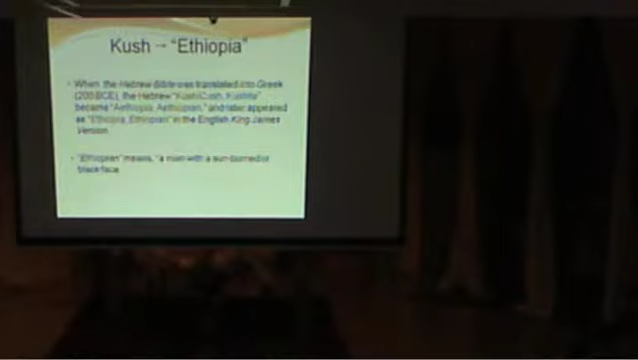 Kush – “Ethiopia”
• When the Hebrew Bible was translated into Greek
(200 BCE), the Hebrew “Kush/Cush, Kushite”
became “Aethiopia, Aethiopian,” and later appeared
as “Ethiopia, Ethiopian” in the English King James
Version.
• “Ethiopian” means, “a man with a sun-burned or
black face